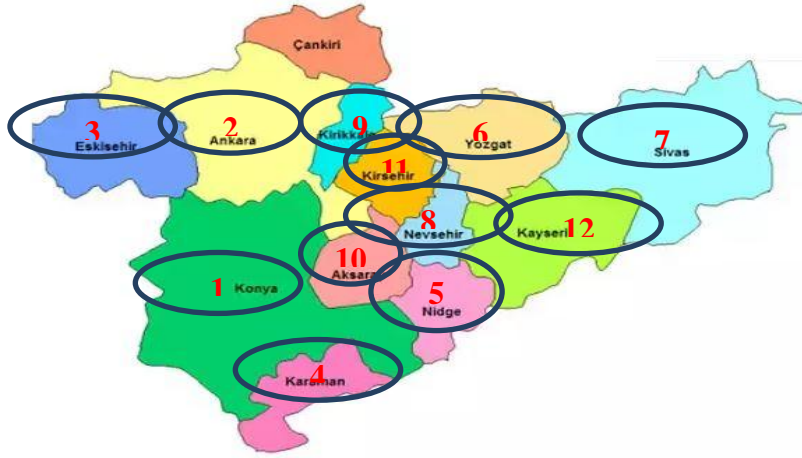 Çankiri
3
Eskisehir
2
Ankara
9
Kirikkale
6
Yozgat
7
Sivas
11
Kirsehir
8
Nevsehir
12
Kayseri
10
Aksara
5
Nidge
1
Konya
4
Karaman